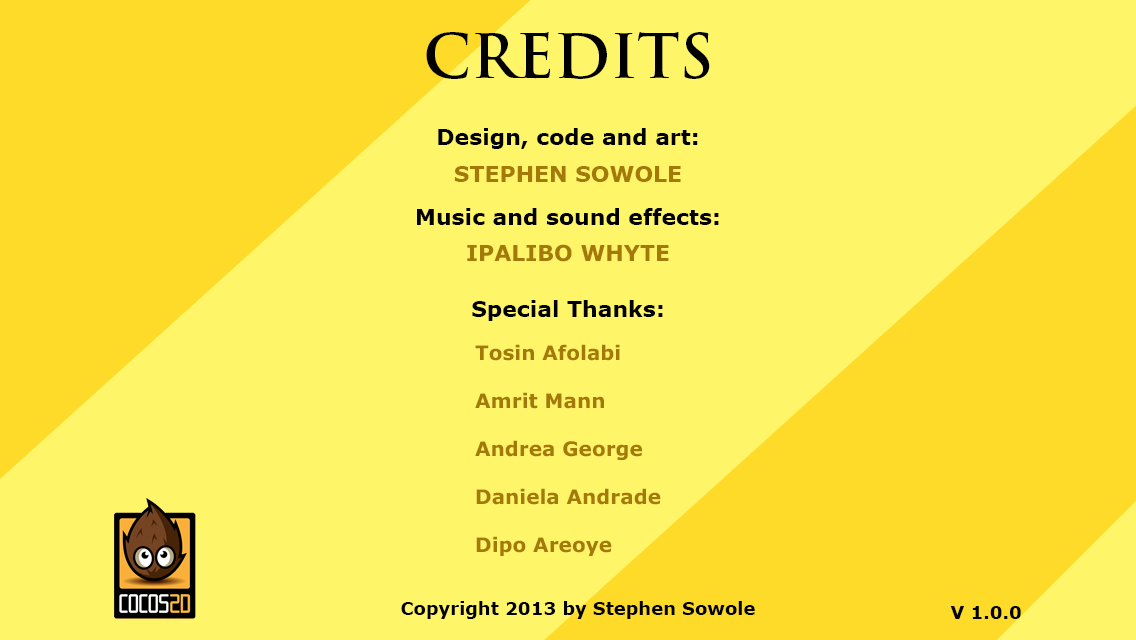 CREDITS
Design, code and art:
STEPHEN SOWOLE
Music and sound effects:
IPALIBO WHYTE
Special Thanks:
Tosin Afolabi
Amrit Mann
Andrea George
Daniela Andrade
Dipo Areoye
COCOS2D
Copyright 2013 by Stephen Sowole
V 1.0.0